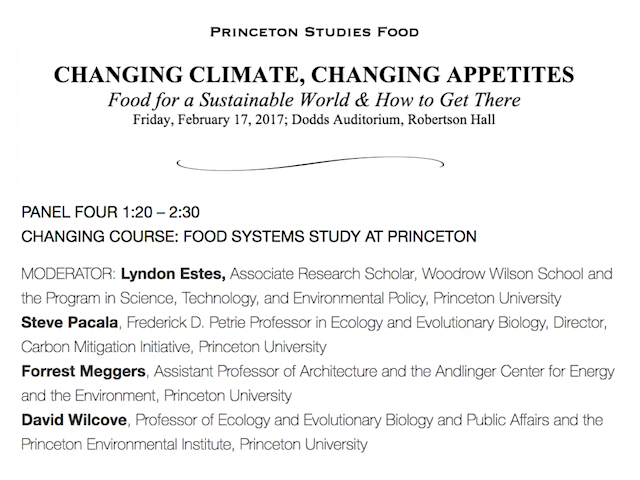 PRINCETON STUDIES FOOD
CHANGING CLIMATE, CHANGING APPETITES
Food for a Sustainable World & How to Get There
Friday, February 17, 2017; Dodds Auditorium, Robertson Hall
PANEL FOUR 1:20 – 2:30
CHANGING COURSE: FOOD SYSTEMS STUDY AT PRINCETON
MODERATOR: Lyndon Estes, Associate Research Scholar, Woodrow Wilson School and
the Program in Science, Technology, and Environmental Policy, Princeton University
Steve Pacala, Frederick D. Petrie Professor in Ecology and Evolutionary Biology, Director,
Carbon Mitigation Initiative, Princeton University
Forrest Meggers, Assistant Professor of Architecture and the Andlinger Center for Energy
and the Environment, Princeton University
David Wilcove, Professor of Ecology and Evolutionary Biology and Public Affairs and the
Princeton Environmental Institute, Princeton University